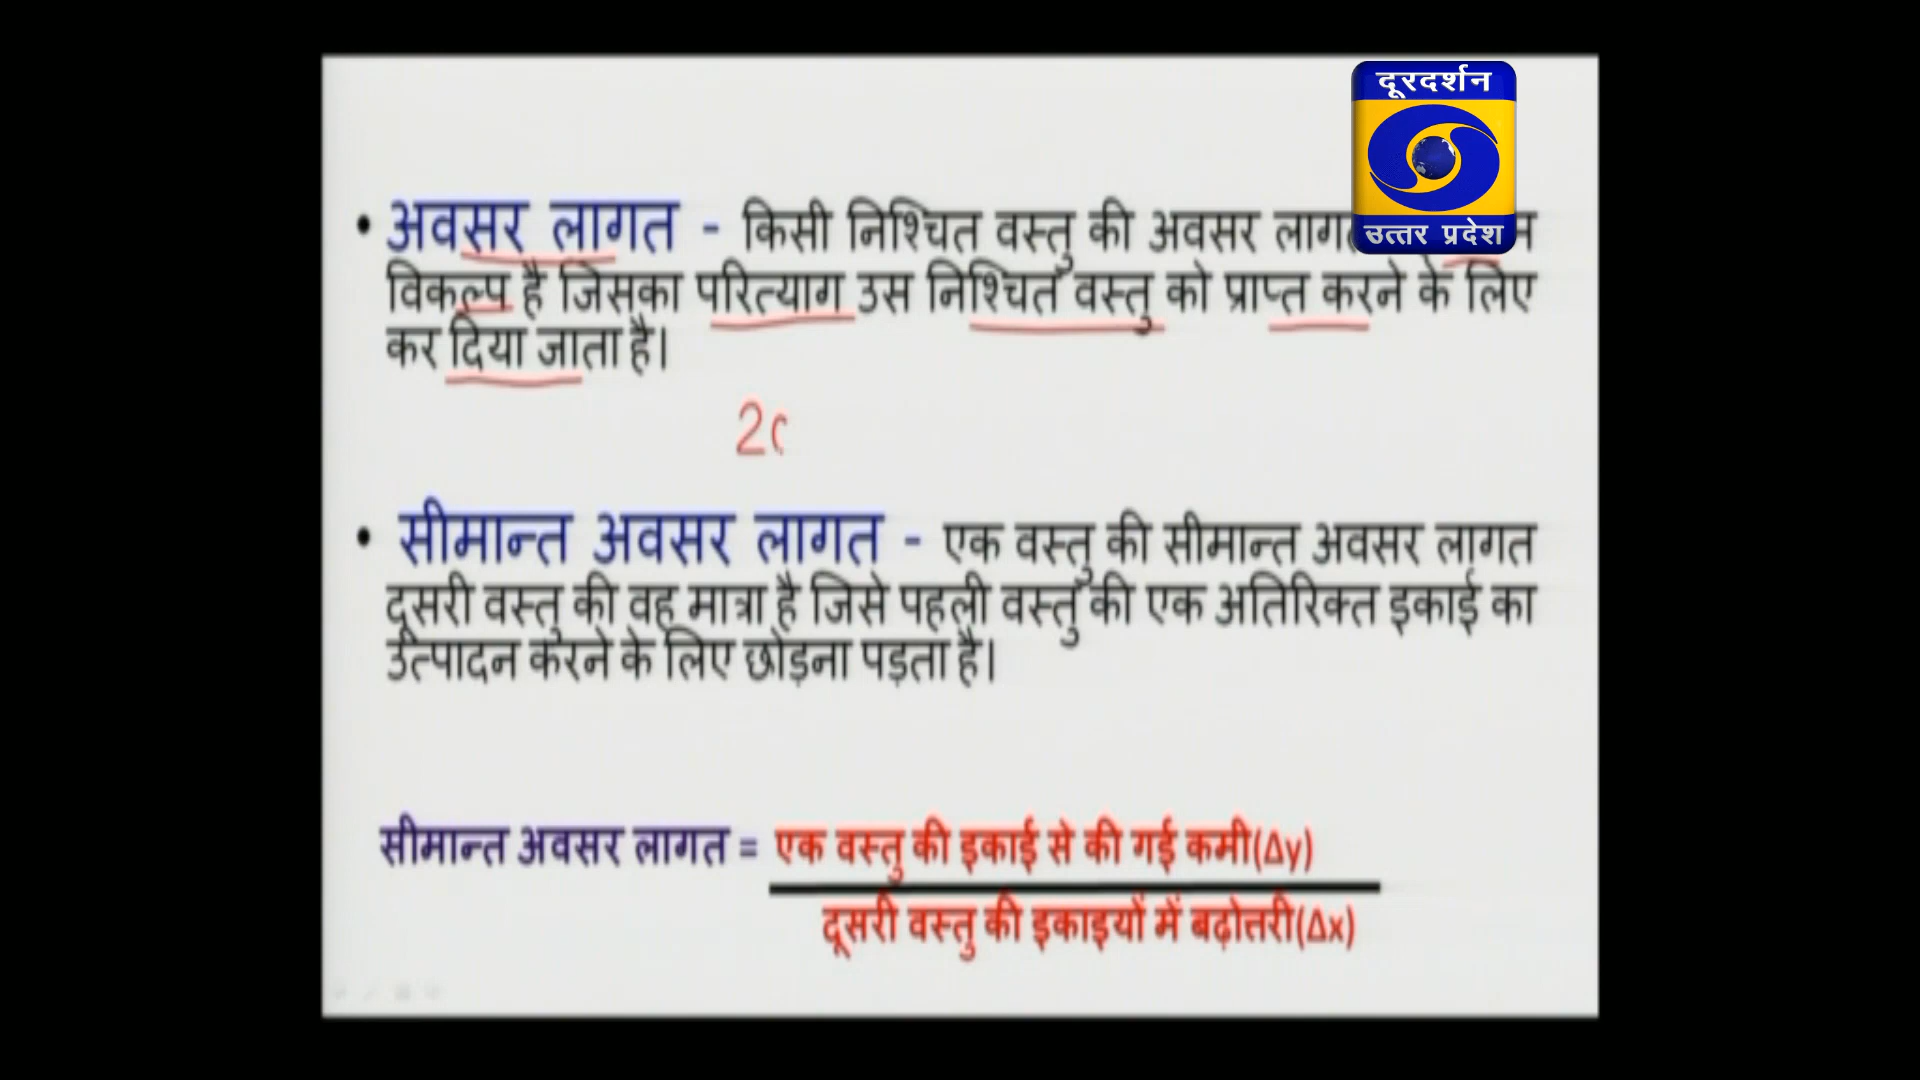 दूरदर्शन
उत्तर प्रदेश
• अवसर लागत - किसी निश्चित वस्तु की अवसर लागत
विकल्प है जिसका परित्याग उस निश्चित वस्तु को प्राप्त करने के लिए
कर दिया जाता है।
2
• सीमान्त अवसर लागत - एक वस्तु की सीमान्त अवसर लागत
दूसरी वस्तु की वह मात्रा है जिसे पहली वस्तु की एक अतिरिक्त इकाई का
उत्पादन करने के लिए छोड़ना पड़ता है।
सीमान्त अवसर लागत = एक वस्तु की इकाई से की गई कमी(Δy)
दूसरी वस्तु की इकाइयों में बढ़ोत्तरी(Δx)